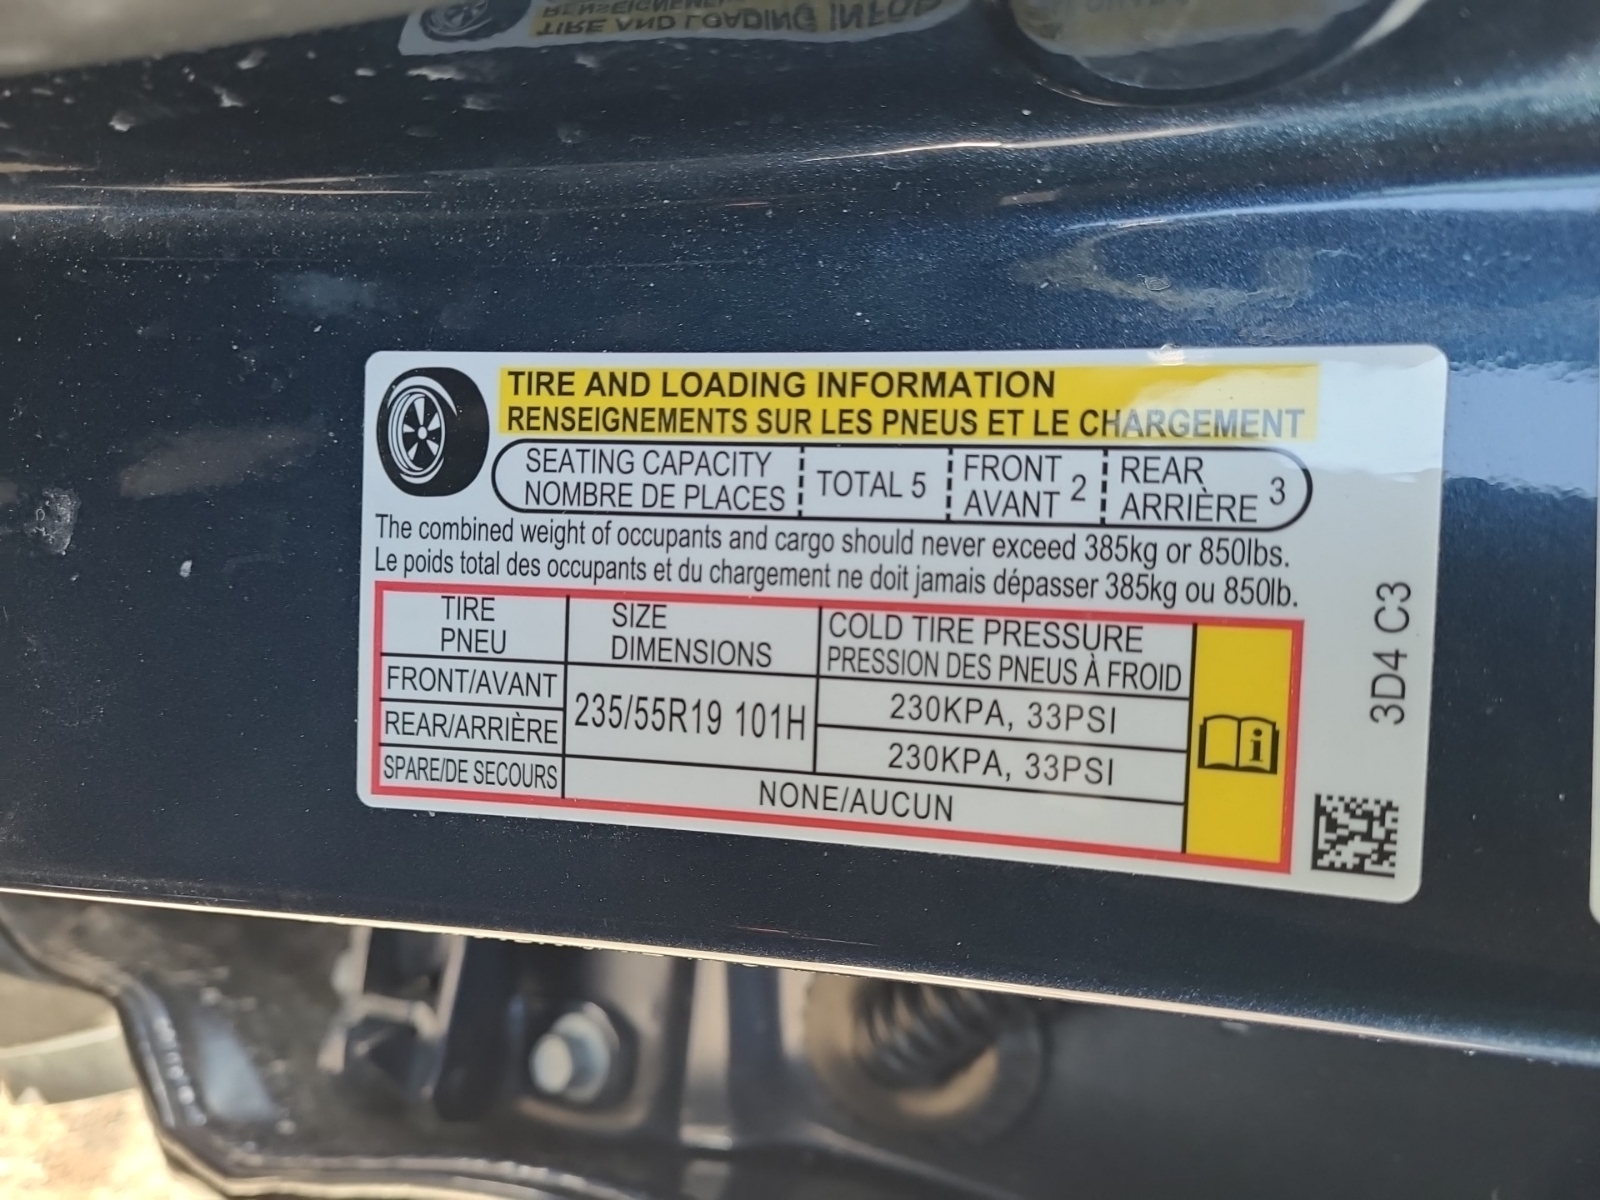 TIRE AND LOADING INFORMATION
RENSEIGNEMENTS SUR LES PNEUS ET LE CHARGEMENT
SEATING CAPACITY
NOMBRE DE PLACES
TOTAL 5
FRONT
AVANT 2
REAR
ARRIÈRE 3
The combined weight of occupants and cargo should never exceed 385kg or 850lbs.
Le poids total des occupants et du chargement ne doit jamais dépasser 385kg ou 850lb.
TIRE
PNEU
SIZE
DIMENSIONS
COLD TIRE PRESSURE
PRESSION DES PNEUS À FROID
FRONT/AVANT
235/55R19 101H
230KPA, 33PSI
REAR/ARRIÈRE
230KPA, 33PSI
SPARE/DE SECOURS
NONE/AUCUN
3D4 C3